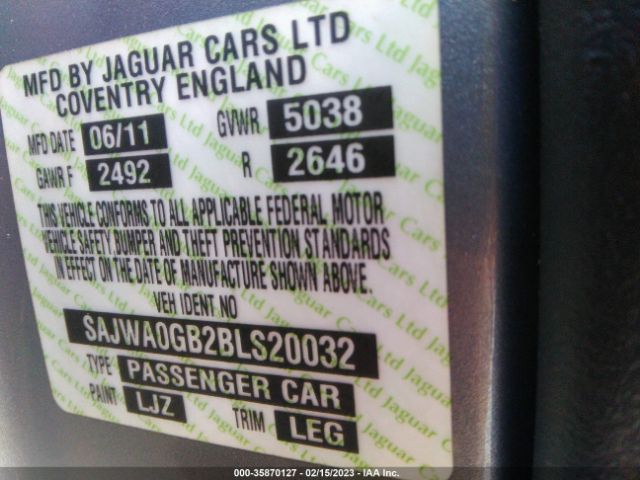 MFD BY JAGUAR CARS LTD
COVENTRY ENGLAND
MFD DATE 06/11 GVWR 5038
GAWR F 2492 R 2646
THIS VEHICLE CONFORMS TO ALL APPLICABLE FEDERAL MOTOR
VEHICLE SAFETY, BUMPER AND THEFT PREVENTION STANDARDS
IN EFFECT ON THE DATE OF MANUFACTURE SHOWN ABOVE.
VEH IDENT NO
SAJWA0GB2BLS20032
TYPE PASSENGER CAR
PAINT LJZ TRIM LEG
000-35870127 - 02/15/2023 - IAA Inc.